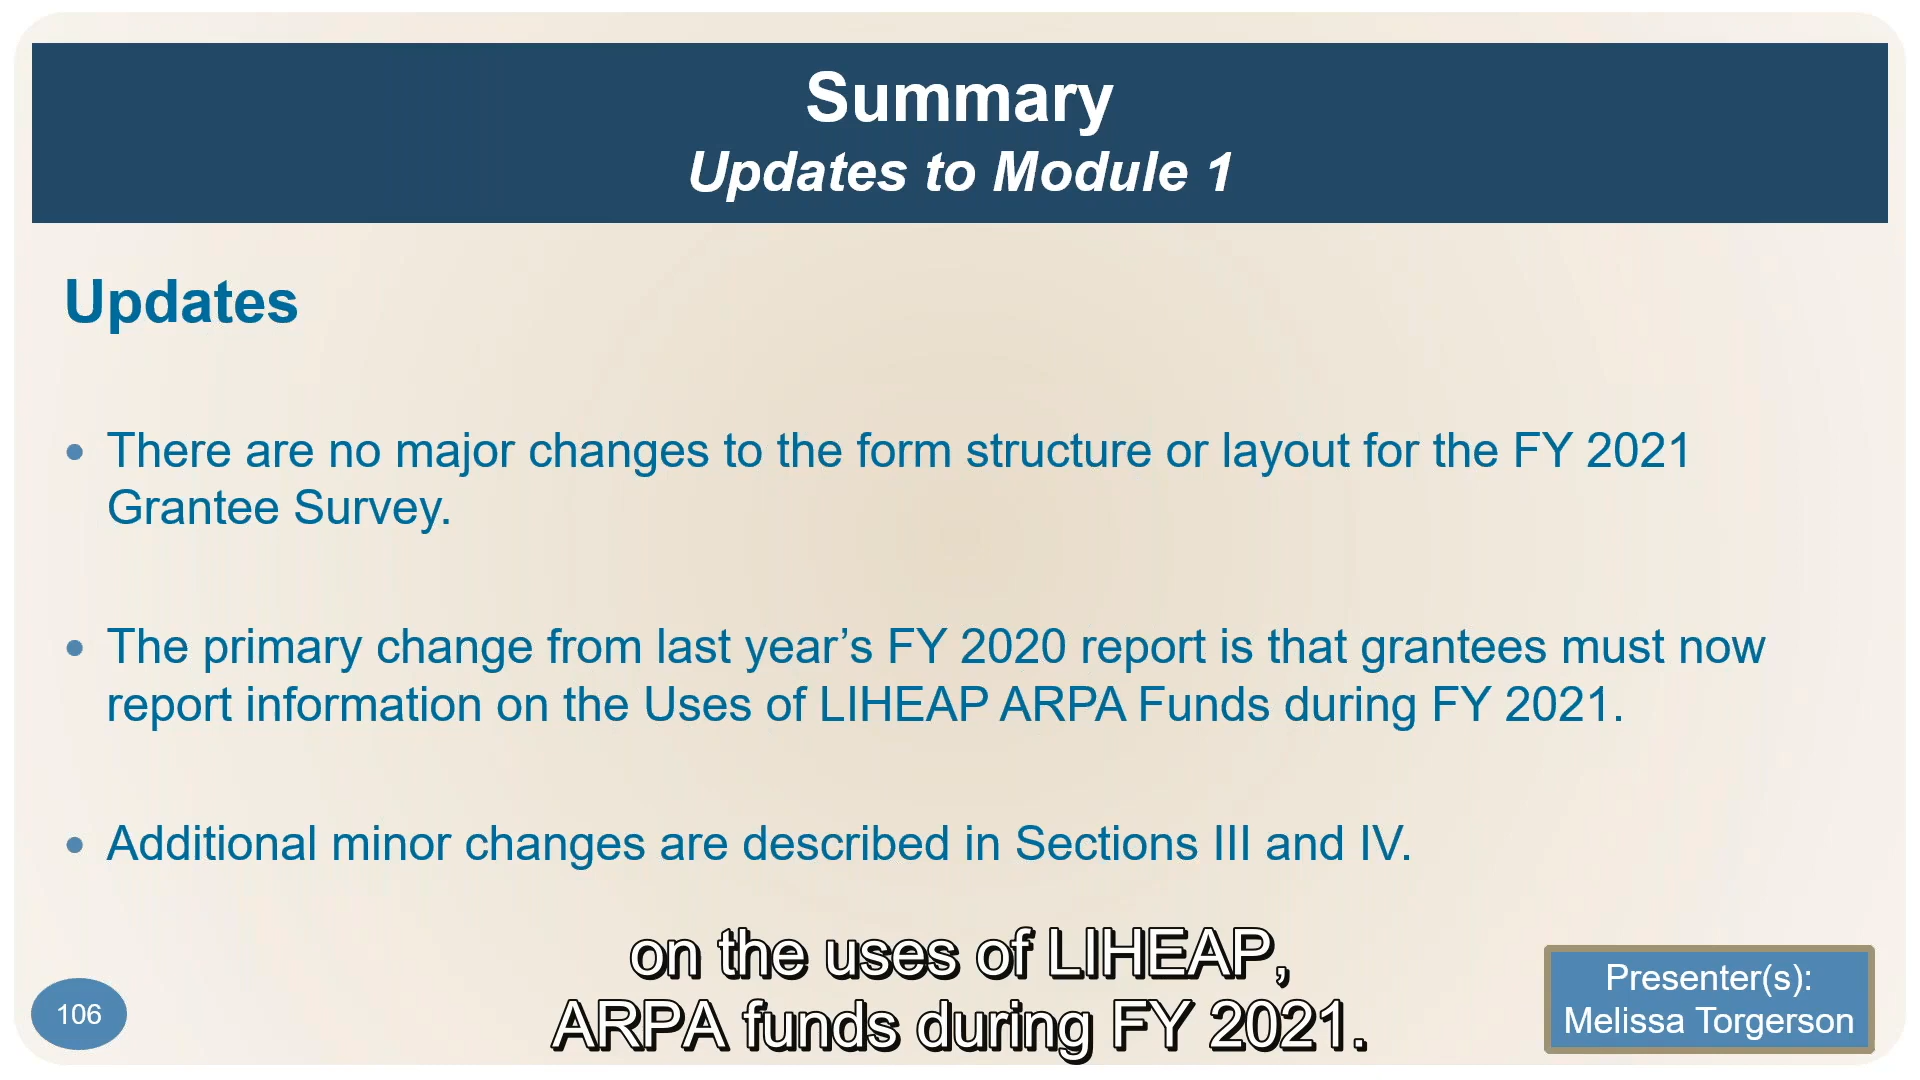 Summary
Updates to Module 1
Updates
• There are no major changes to the form structure or layout for the FY 2021
Grantee Survey.
• The primary change from last year’s FY 2020 report is that grantees must now
report information on the Uses of LIHEAP ARPA Funds during FY 2021.
• Additional minor changes are described in Sections III and IV.
on the uses of LIHEAP,
ARPA funds during FY 2021.
106
Presenter(s):
Melissa Torgerson